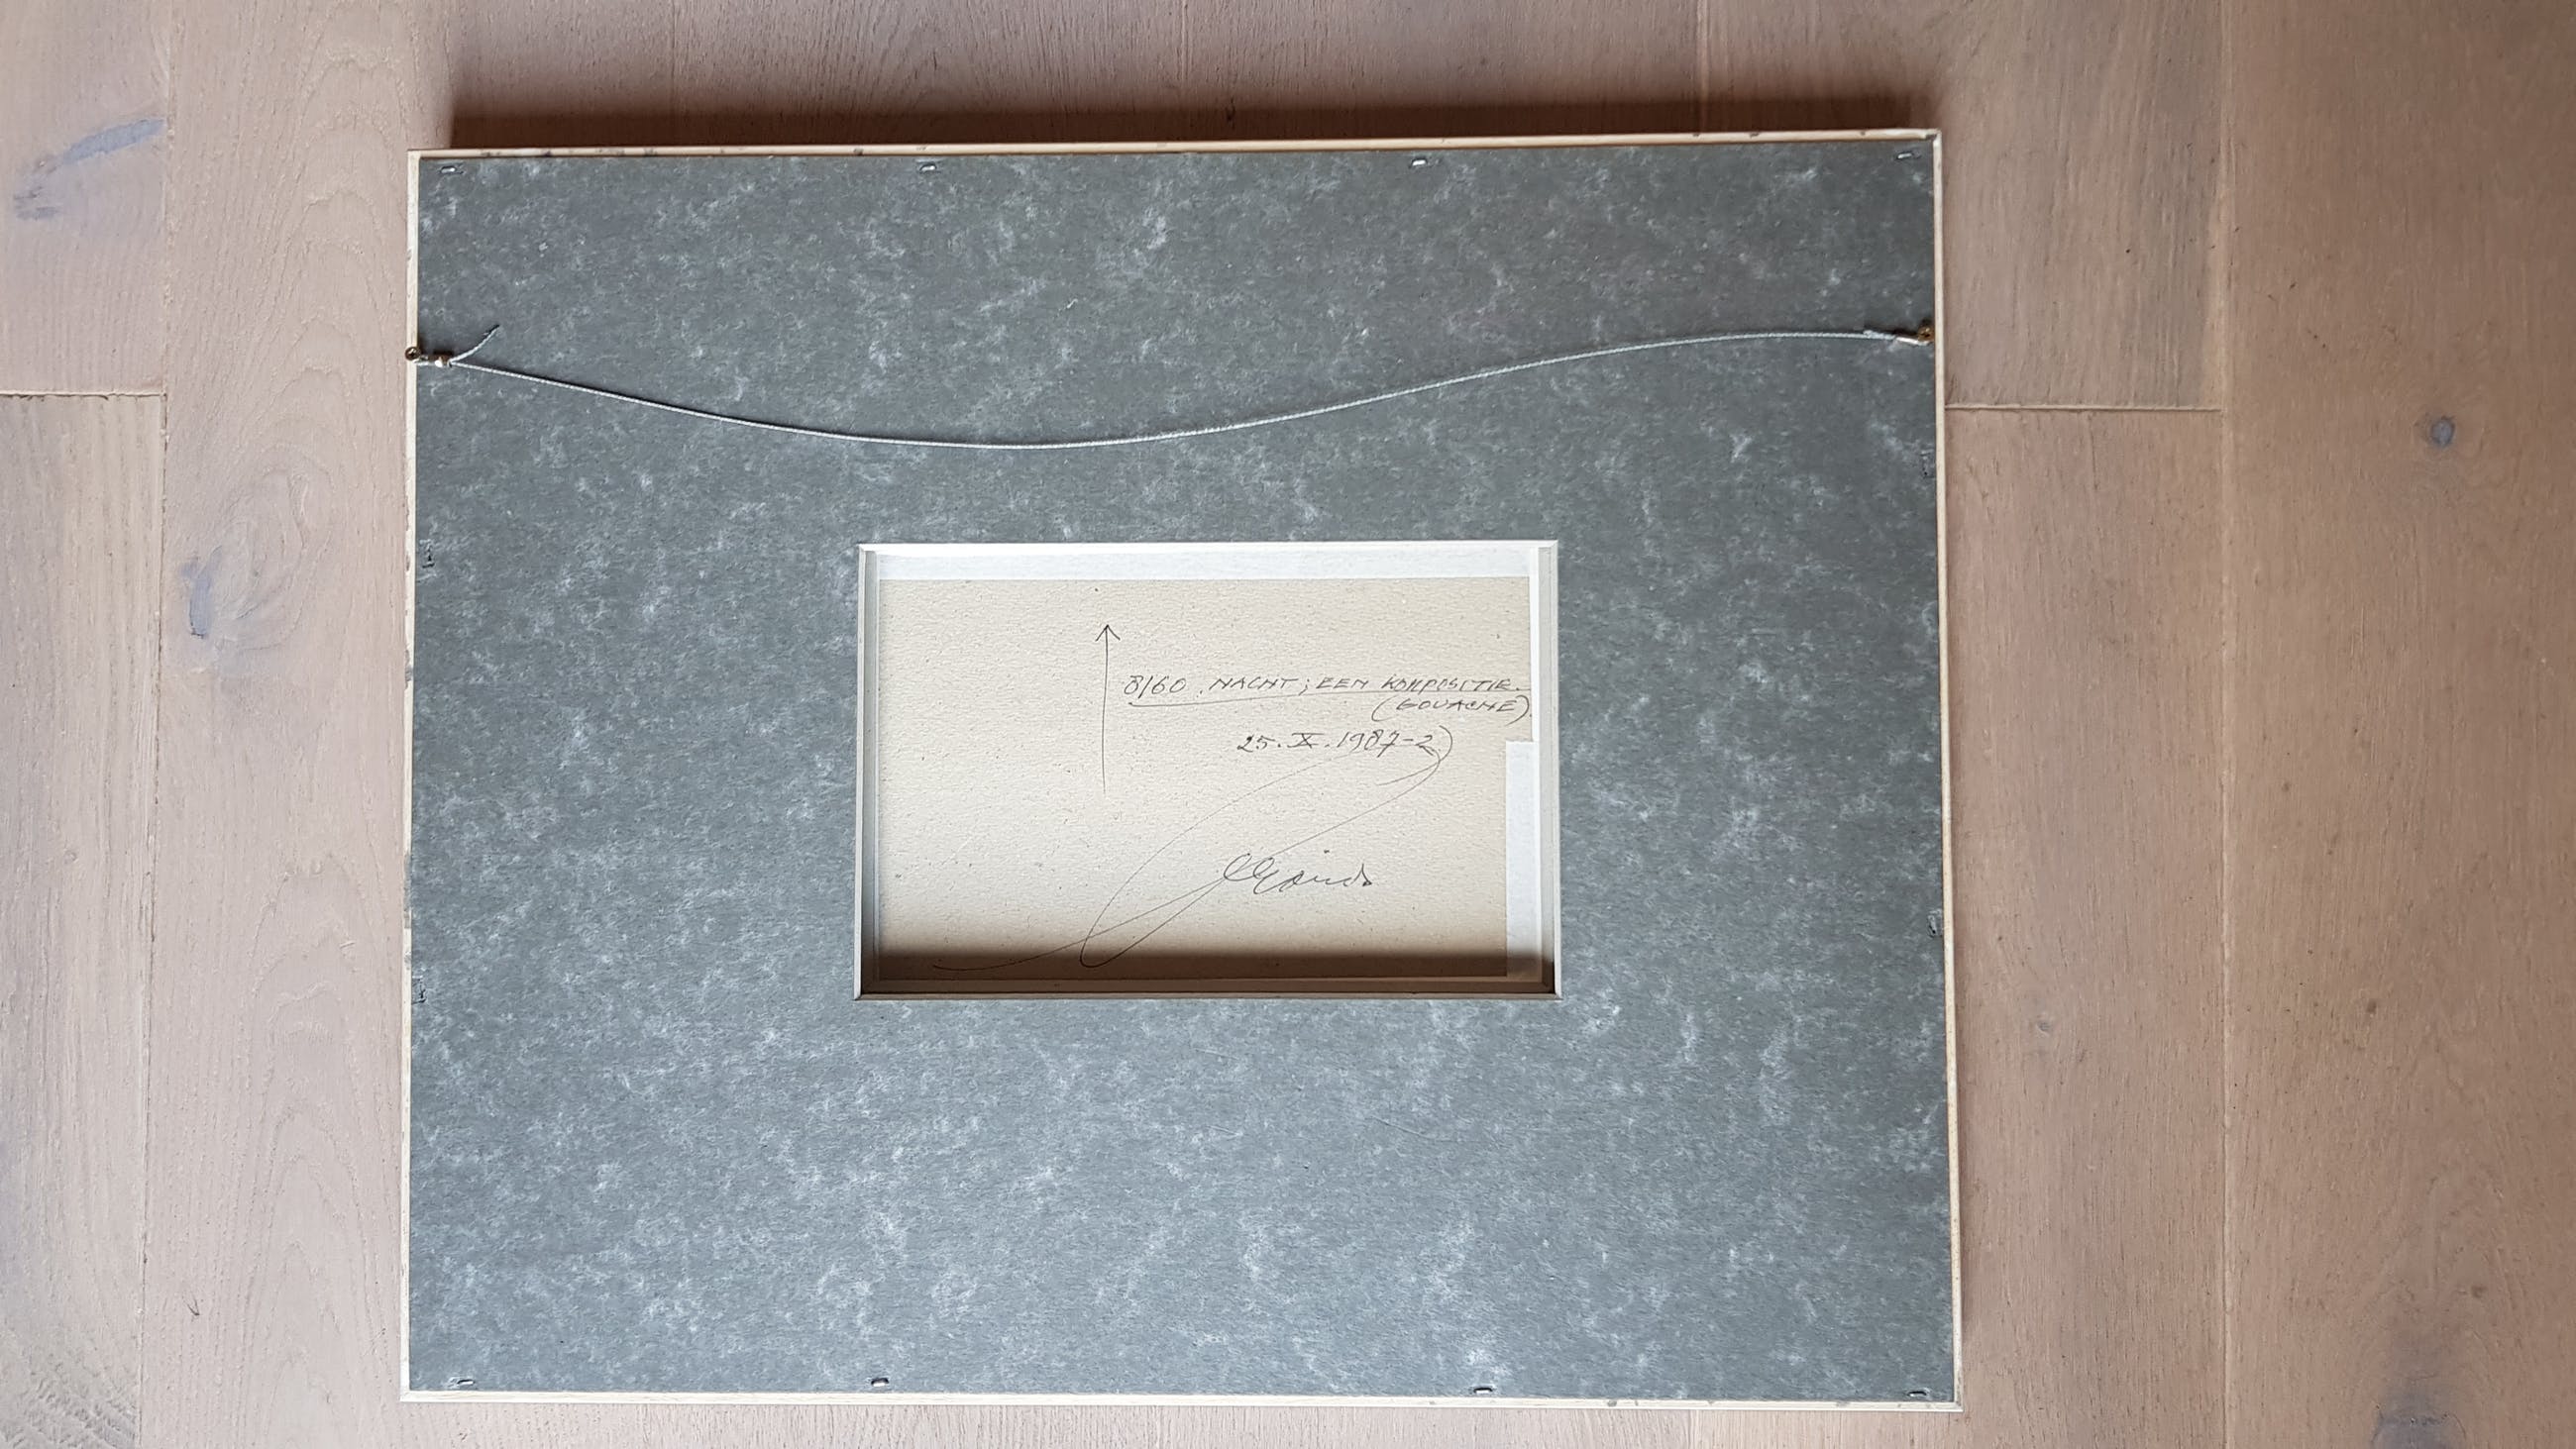 8160. NACHT; EEN KOMPOSITIE.
(GOUACHE).
25. X. 1987-2)